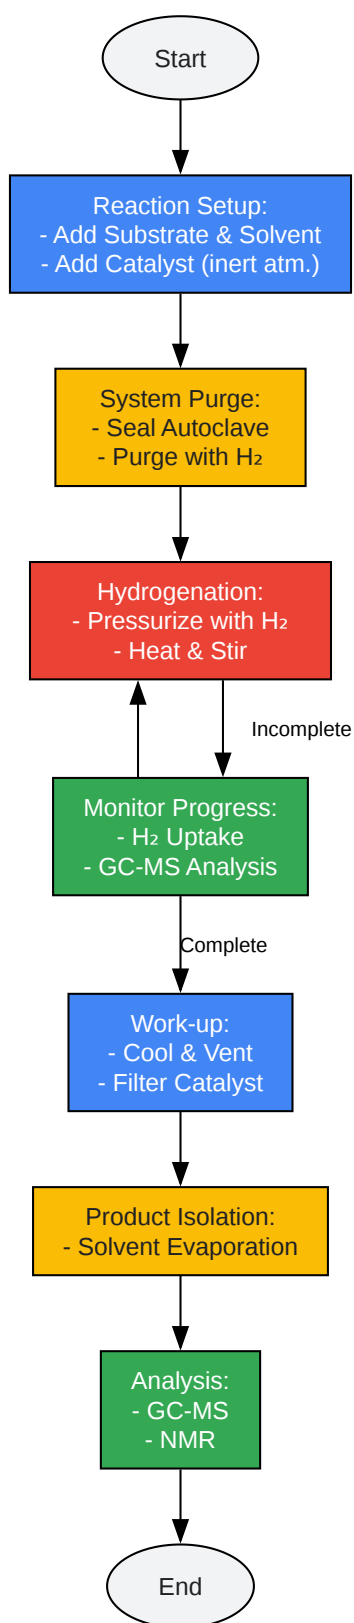 Start
Reaction Setup:
- Add Substrate & Solvent
- Add Catalyst (inert atm.)
System Purge:
- Seal Autoclave
- Purge with H₂
Hydrogenation:
- Pressurize with H₂
- Heat & Stir
Incomplete
Monitor Progress:
- H₂ Uptake
- GC-MS Analysis
Complete
Work-up:
- Cool & Vent
- Filter Catalyst
Product Isolation:
- Solvent Evaporation
Analysis:
- GC-MS
- NMR
End